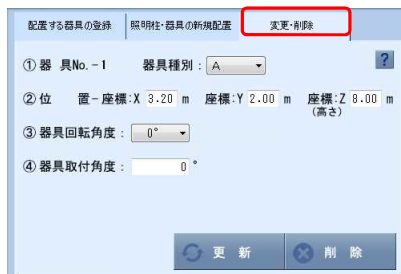 配置する器具の登録 照明柱・器具の新規配置 変更・削除
①器 具No.－1 器具種別： A ?
②位 置－座標：X 3.20 m 座標：Y 2.00 m 座標：Z 8.00 m
(高さ)
③器具回転角度： 0°
④器具取付角度： 0 °
更 新 削 除